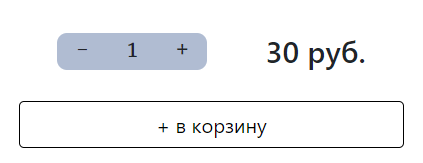 − 1 + 30 руб.
+ в корзину